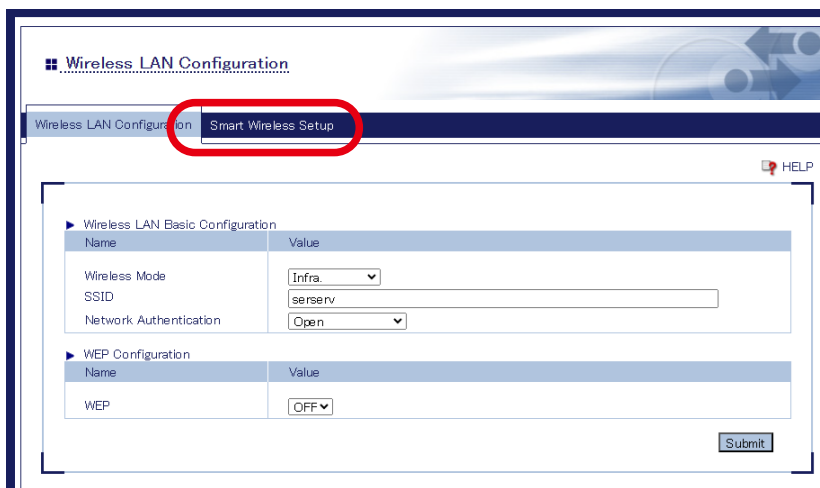 Wireless LAN Configuration
Wireless LAN Configuration Smart Wireless Setup
HELP
Wireless LAN Basic Configuration
Name Value
Wireless Mode Infra.
SSID serserv
Network Authentication Open
WEP Configuration
Name Value
WEP OFF
Submit